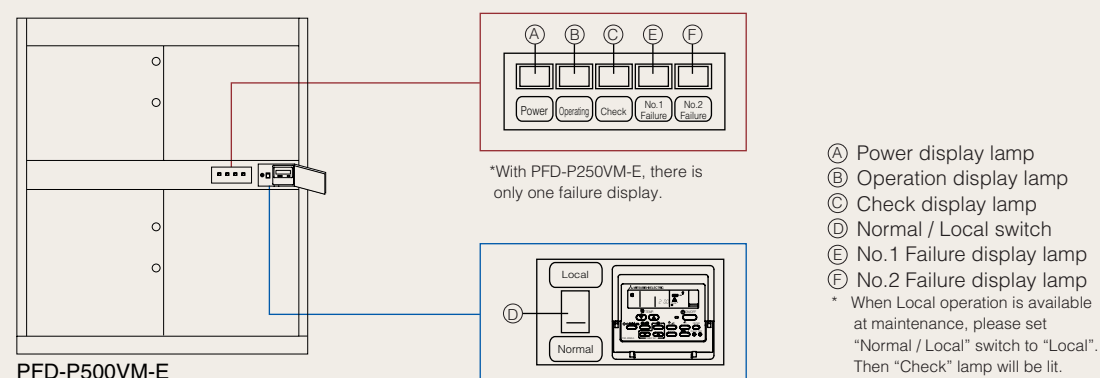 PFD-P500VM-E
Ⓐ Ⓑ Ⓒ Ⓔ Ⓕ
Power
Operating
Check
No.1
Failure
No.2
Failure
*With PFD-P250VM-E, there is
only one failure display.
Ⓓ
Local
Normal
MITSUBISHI ELECTRIC
Ⓐ Power display lamp
Ⓑ Operation display lamp
Ⓒ Check display lamp
Ⓓ Normal / Local switch
Ⓔ No.1 Failure display lamp
Ⓕ No.2 Failure display lamp
* When Local operation is available
at maintenance, please set
“Normal / Local” switch to “Local”.
Then “Check” lamp will be lit.